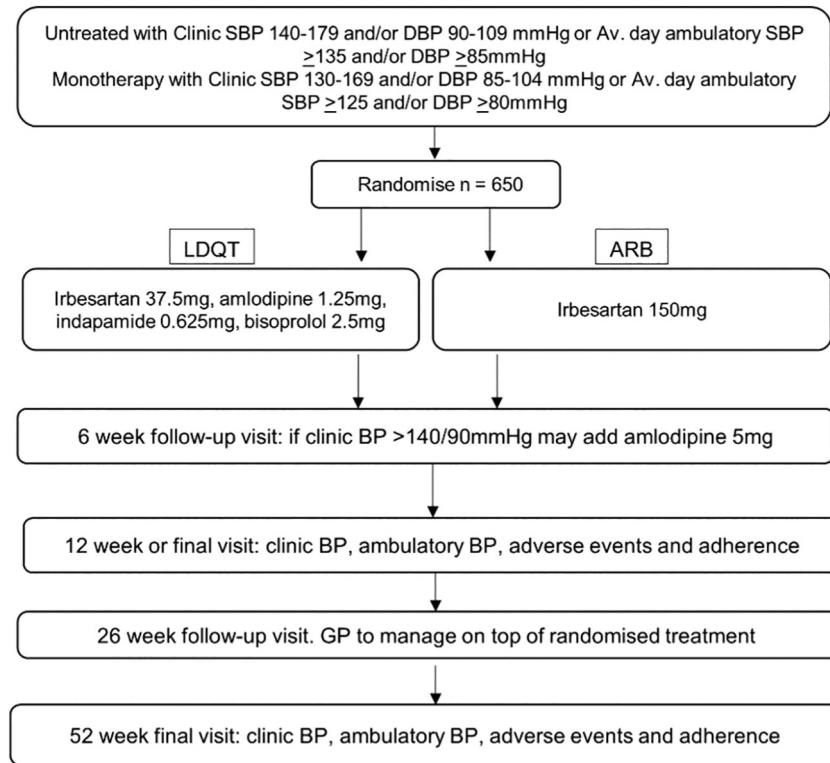 Untreated with Clinic SBP 140-179 and/or DBP 90-109 mmHg or Av. day ambulatory SBP
≥135 and/or DBP ≥85mmHg
Monotherapy with Clinic SBP 130-169 and/or DBP 85-104 mmHg or Av. day ambulatory
SBP ≥125 and/or DBP ≥80mmHg
Randomise n = 650
LDQT
ARB
Irbesartan 37.5mg, amlodipine 1.25mg,
indapamide 0.625mg, bisoprolol 2.5mg
Irbesartan 150mg
6 week follow-up visit: if clinic BP >140/90mmHg may add amlodipine 5mg
12 week or final visit: clinic BP, ambulatory BP, adverse events and adherence
26 week follow-up visit. GP to manage on top of randomised treatment
52 week final visit: clinic BP, ambulatory BP, adverse events and adherence